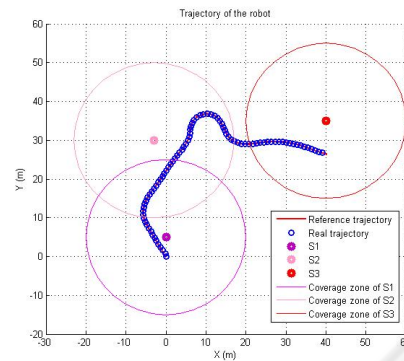 Trajectory of the robot
60
50
40
30
20
10
0
-10
-20
Y (m)
-30
-20
-10
0
10
20
30
40
50
X (m)
Reference trajectory
Real trajectory
S1
S2
S3
Coverage zone of S1
Coverage zone of S2
Coverage zone of S3